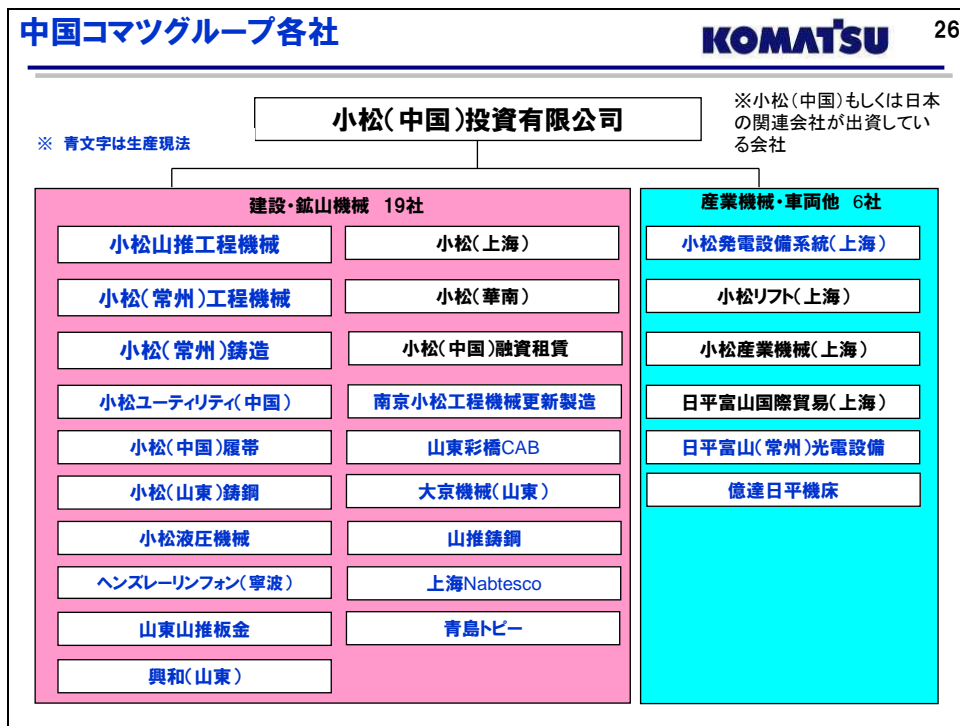 中国コマツグループ各社
KOMATSU
26
小松(中国)投資有限公司
※小松(中国)もしくは日本
の関連会社が出資してい
る会社
※ 青文字は生産現法
建設・鉱山機械 19社
小松山推工程機械
小松(常州)工程機械
小松(常州)鋳造
小松ユーティリティ(中国)
小松(中国)履帯
小松(山東)鋳鋼
小松液圧機械
ヘンズレーリンフォン(寧波)
山東山推板金
興和(山東)
小松(上海)
小松(華南)
小松(中国)融資租賃
南京小松工程機械更新製造
山東彩橋CAB
大京機械(山東)
山推鋳鋼
上海Nabtesco
青島トピー
産業機械・車両他 6社
小松発電設備系統(上海)
小松リフト(上海)
小松産業機械(上海)
日平富山国際貿易(上海)
日平富山(常州)光電設備
億達日平機床